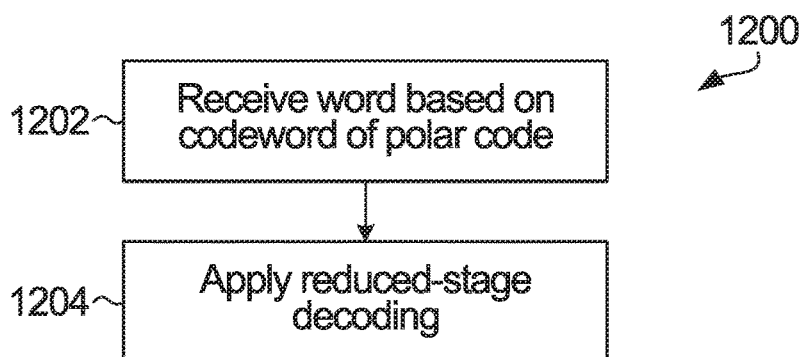 1200
1202
Receive word based on
codeword of polar code
1204
Apply reduced-stage
decoding